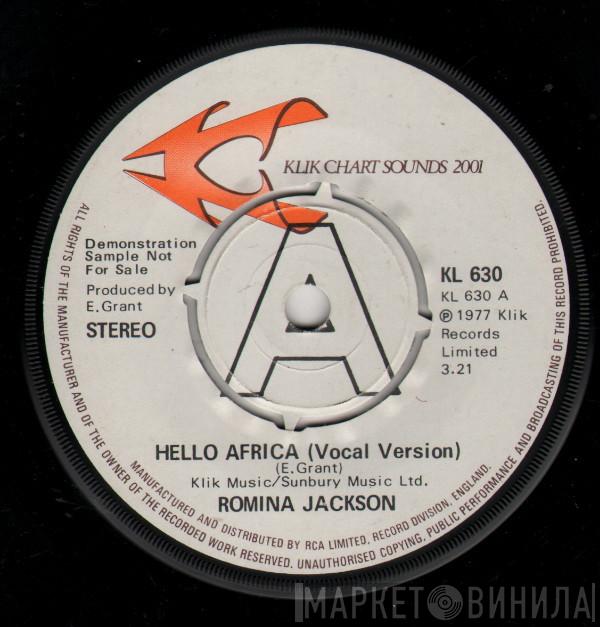 KLIK CHART SOUNDS 2001
Demonstration
Sample Not
For Sale
Produced by
E.Grant
STEREO
A
KL 630
KL 630 A
℗ 1977 Klik
Records
Limited
3.21
HELLO AFRICA (Vocal Version)
(E.Grant)
Klik Music/Sunbury Music Ltd.
ROMINA JACKSON
ALL RIGHTS OF THE MANUFACTURER AND OF THE OWNER OF THE RECORDED WORK RESERVED. UNAUTHORISED COPYING, PUBLIC PERFORMANCE AND BROADCASTING OF THIS RECORD PROHIBITED.
MANUFACTURED AND DISTRIBUTED BY RCA LIMITED, RECORD DIVISION, ENGLAND.
МАРКЕТ ВИНИЛА